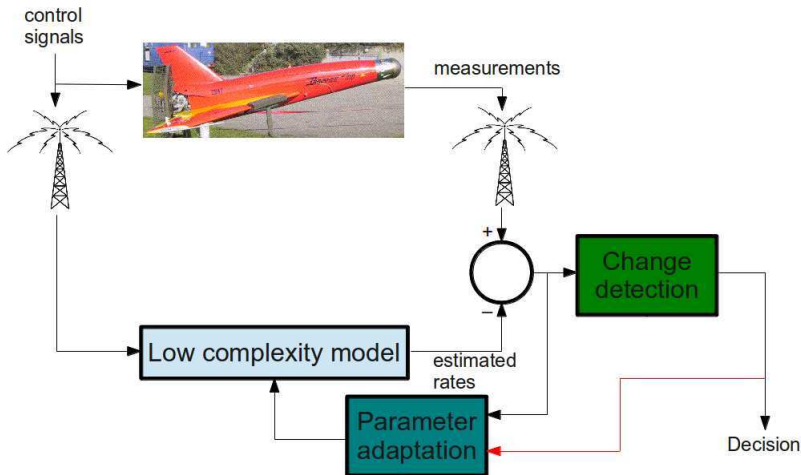 control
signals
measurements
+
Change
detection
−
Low complexity model
estimated
rates
Parameter
adaptation
Decision